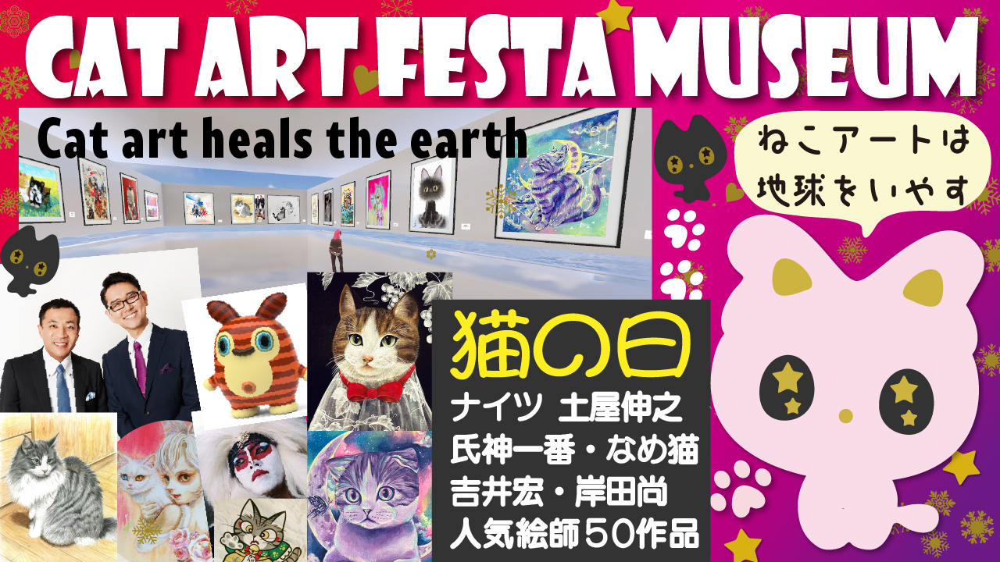 CAT ART FESTA MUSEUM
Cat art heals the earth
ねこアートは
地球をいやす
猫の日
ナイツ 土屋伸之
氏神一番・なめ猫
吉井宏・岸田尚
人気絵師50作品